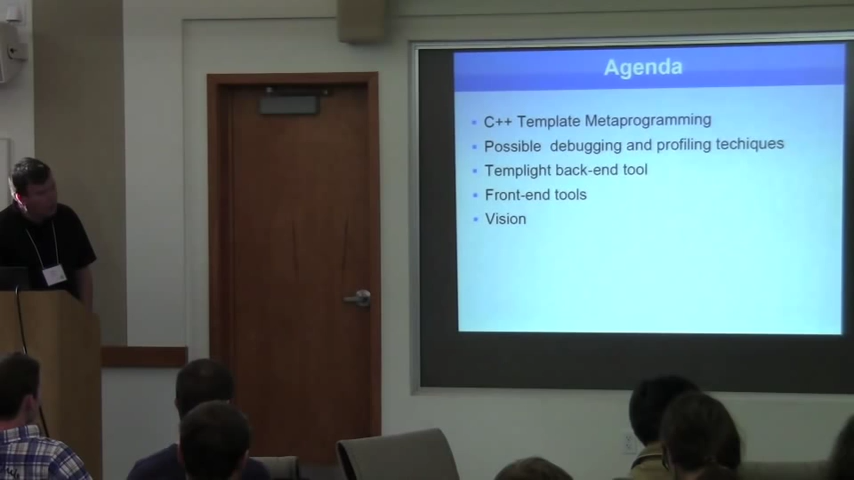 Agenda
C++ Template Metaprogramming
Possible debugging and profiling techiques
Templight back-end tool
Front-end tools
Vision